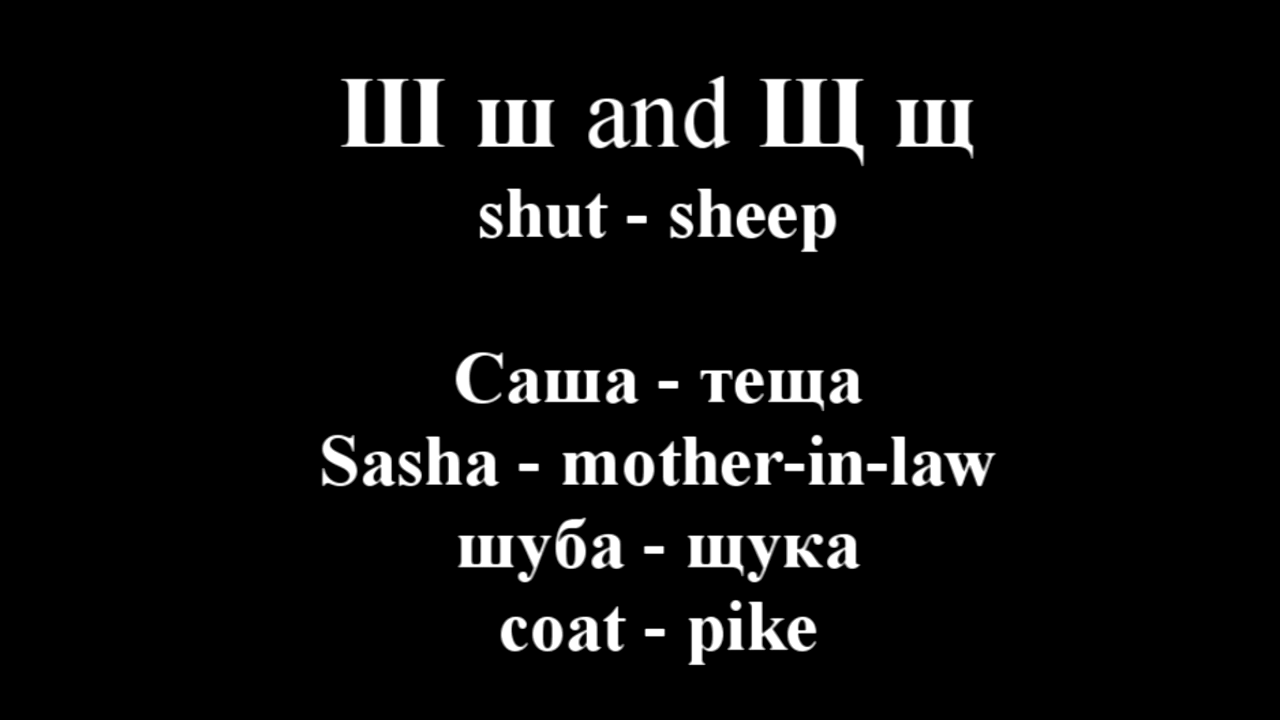 Ш ш and Щ щ
shut - sheep
Саша - теща
Sasha - mother-in-law
шуба - щука
coat - pike